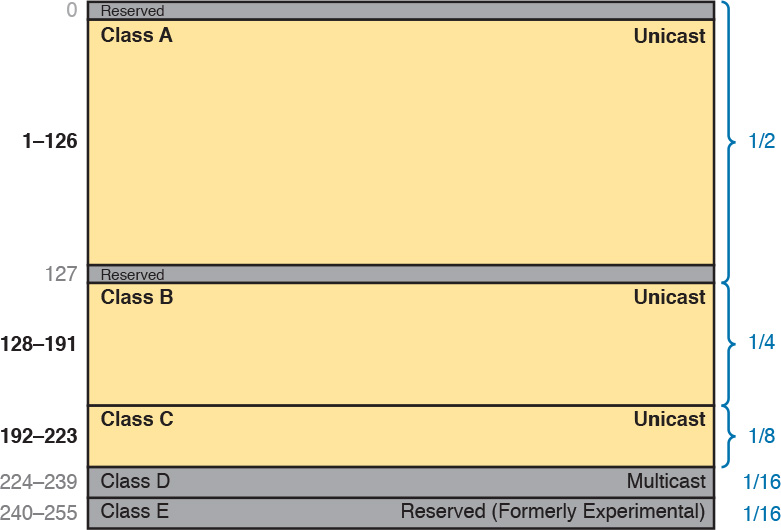 0 Reserved
Class A Unicast
1–126 1/2
127 Reserved
Class B Unicast
128–191 1/4
Class C Unicast
192–223 1/8
224–239 Class D Multicast 1/16
240–255 Class E Reserved (Formerly Experimental) 1/16